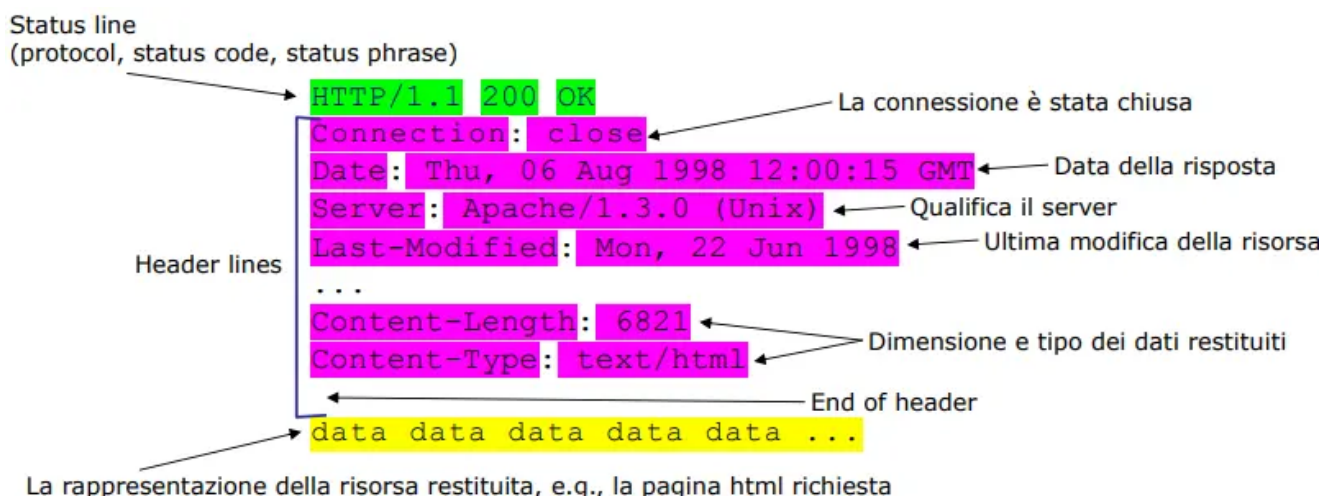 Status line
(protocol, status code, status phrase)
HTTP/1.1 200 OK
Connection: close
La connessione è stata chiusa
Date: Thu, 06 Aug 1998 12:00:15 GMT
Data della risposta
Server: Apache/1.3.0 (Unix)
Qualifica il server
Last-Modified: Mon, 22 Jun 1998
Ultima modifica della risorsa
Header lines
...
Content-Length: 6821
Content-Type: text/html
Dimensione e tipo dei dati restituiti
End of header
data data data data data ...
La rappresentazione della risorsa restituita, e.g., la pagina html richiesta